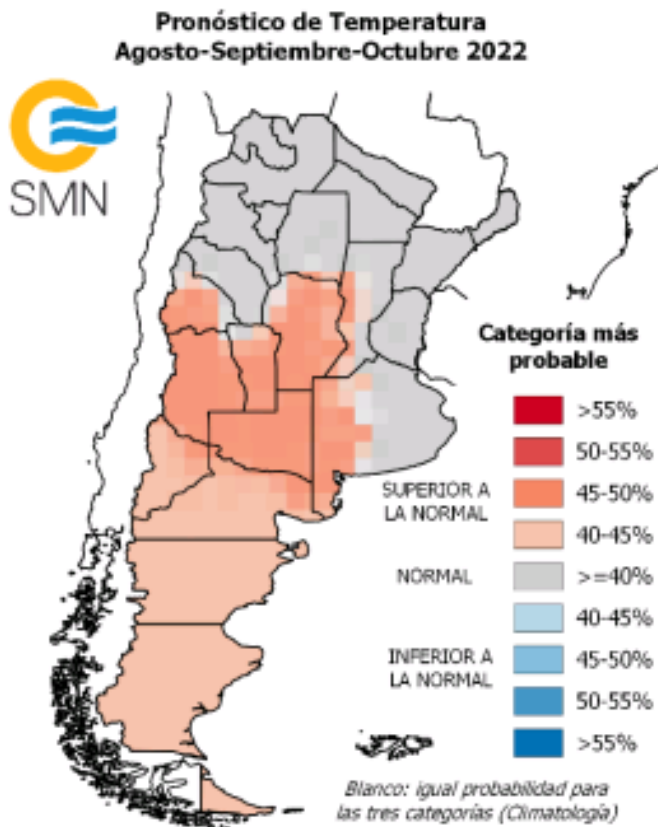 Pronóstico de Temperatura
Agosto-Septiembre-Octubre 2022
SMN
Categoría más
probable
>55%
50-55%
SUPERIOR A
LA NORMAL
45-50%
40-45%
NORMAL
>=40%
40-45%
INFERIOR A
LA NORMAL
45-50%
50-55%
>55%
Blanco: igual probabilidad para
las tres categorías (Climatología)